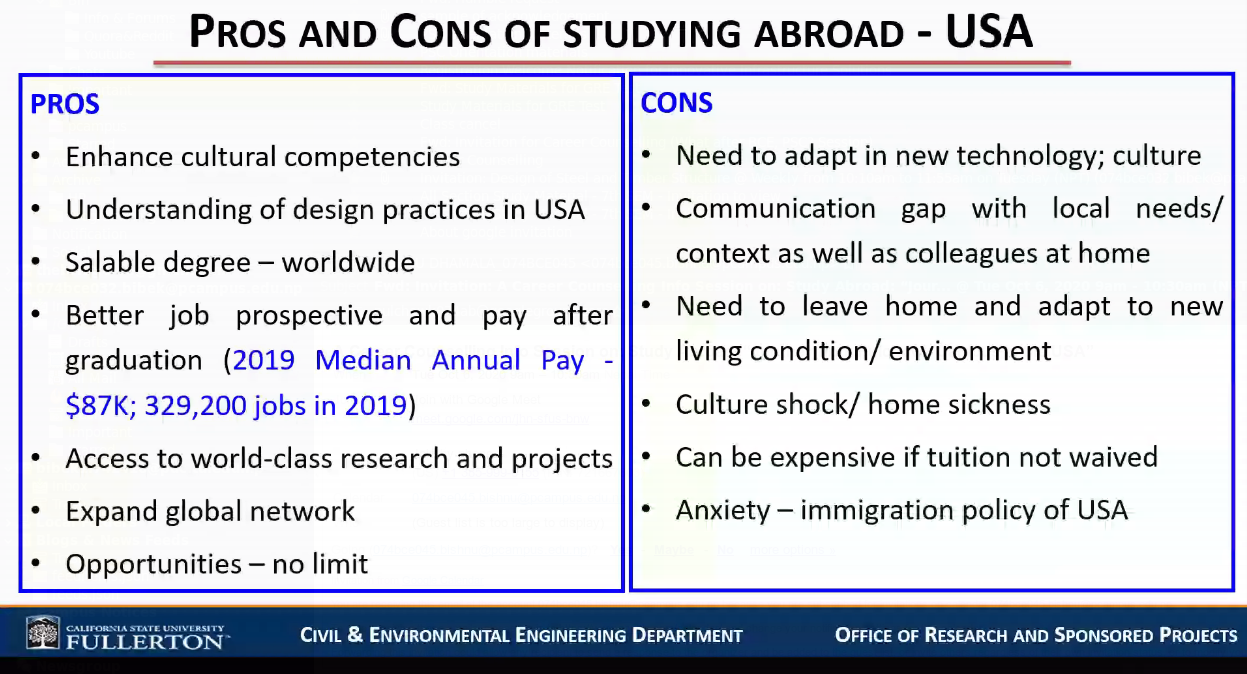 PROS AND CONS OF STUDYING ABROAD - USA
PROS
• Enhance cultural competencies
• Understanding of design practices in USA
• Salable degree – worldwide
• Better job prospective and pay after
graduation (2019 Median Annual Pay -
$87K; 329,200 jobs in 2019)
• Access to world-class research and projects
• Expand global network
• Opportunities – no limit
CONS
• Need to adapt in new technology; culture
• Communication gap with local needs/
context as well as colleagues at home
• Need to leave home and adapt to new
living condition/ environment
• Culture shock/ home sickness
• Can be expensive if tuition not waived
• Anxiety – immigration policy of USA
CALIFORNIA STATE UNIVERSITY
FULLERTON™
CIVIL & ENVIRONMENTAL ENGINEERING DEPARTMENT
OFFICE OF RESEARCH AND SPONSORED PROJECTS